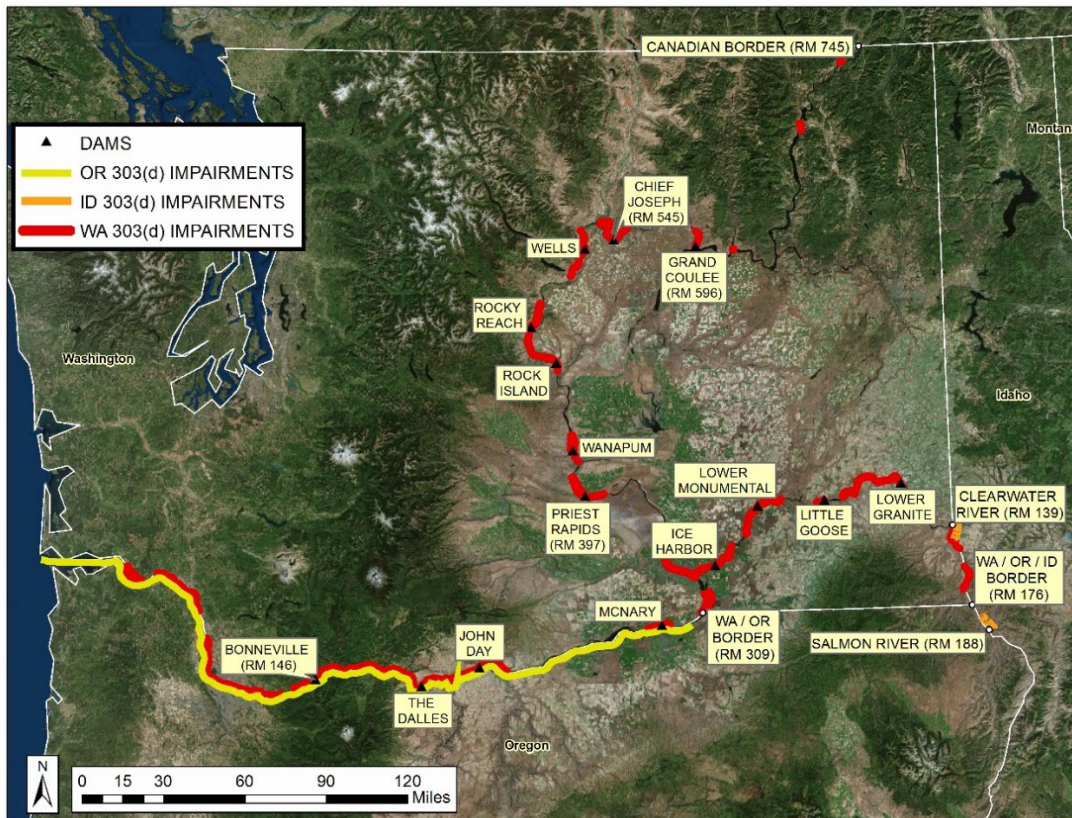 CANADIAN BORDER (RM 745)
Montana
DAMS
OR 303(d) IMPAIRMENTS
ID 303(d) IMPAIRMENTS
WA 303(d) IMPAIRMENTS
CHIEF
JOSEPH
(RM 545)
WELLS
GRAND
COULEE
(RM 596)
ROCKY
REACH
Washington
ROCK
ISLAND
Idaho
WANAPUM
LOWER
MONUMENTAL
PRIEST
RAPIDS
(RM 397)
LITTLE
GOOSE
LOWER
GRANITE
CLEARWATER
RIVER (RM 139)
ICE
HARBOR
WA / OR / ID
BORDER
(RM 176)
MCNARY
WA / OR
BORDER
(RM 309)
SALMON RIVER (RM 188)
BONNEVILLE
(RM 146)
JOHN
DAY
THE
DALLES
Oregon
N
0 15 30 60 90 120
Miles